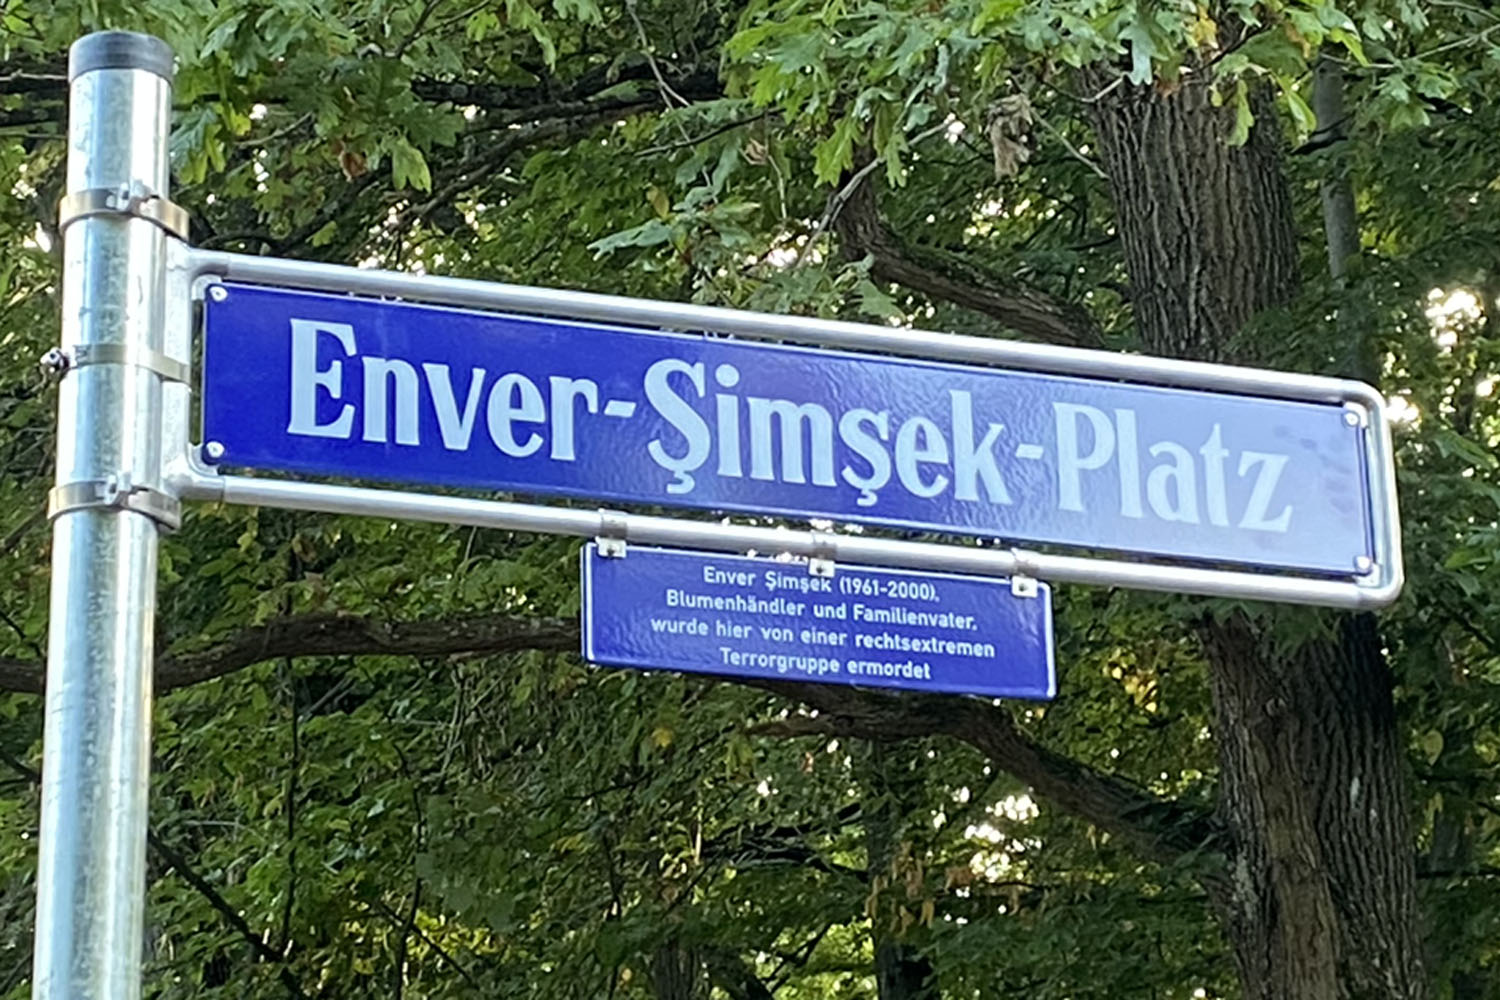 Enver-Şimşek-Platz
Enver Şimşek (1961-2000),
Blumenhändler und Familienvater,
wurde hier von einer rechtsextremen
Terrorgruppe ermordet